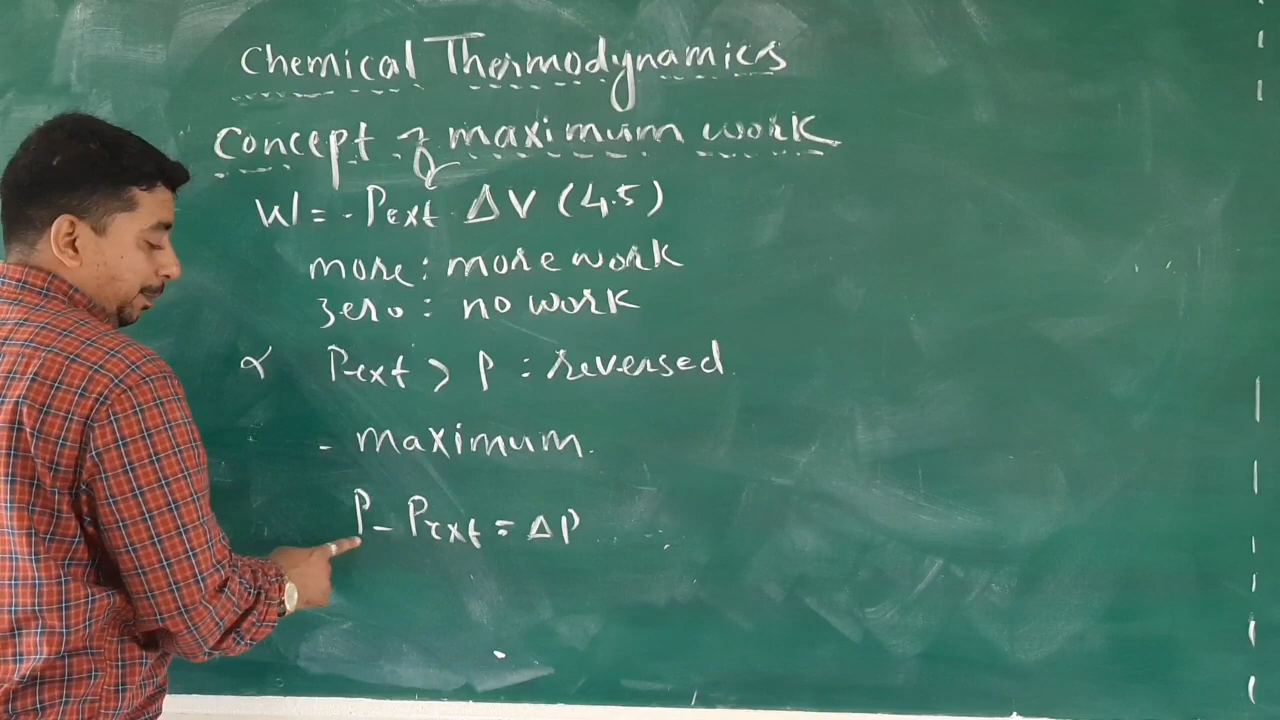 Chemical Thermodynamics
Concept of maximum work
W = - Pext ΔV (4.5)
more : more work
zero : no work
α Pext > P : reversed
- maximum.
P - Pext = ΔP